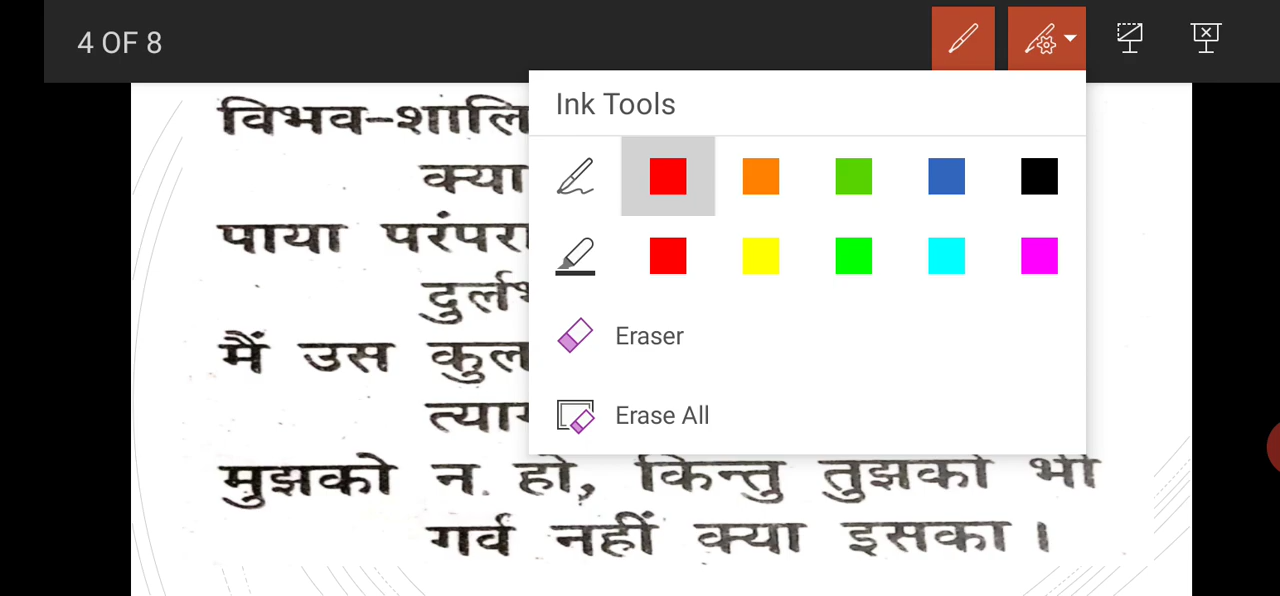 4 OF 8
Ink Tools
विभव-शालि
क्या
पाया परंपरा
मैं उस कुल
Eraser
Erase All
मुझको न हो, किन्तु तुझको भी
गर्व नहीं क्या इसका।